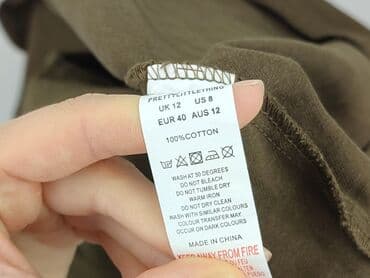 PRETTYLITTLETHING
UK 12 US 8
EUR 40 AUS 12
100%COTTON
WASH AT 30 DEGREES
DO NOT BLEACH
DO NOT TUMBLE DRY
WARM IRON
DO NOT DRY CLEAN
WASH WITH SIMILAR COLOURS
COLOUR TRANSFER MAY
OCCUR ON DARK COLOURS
MADE IN CHINA
KEEP AWAY FROM FIRE